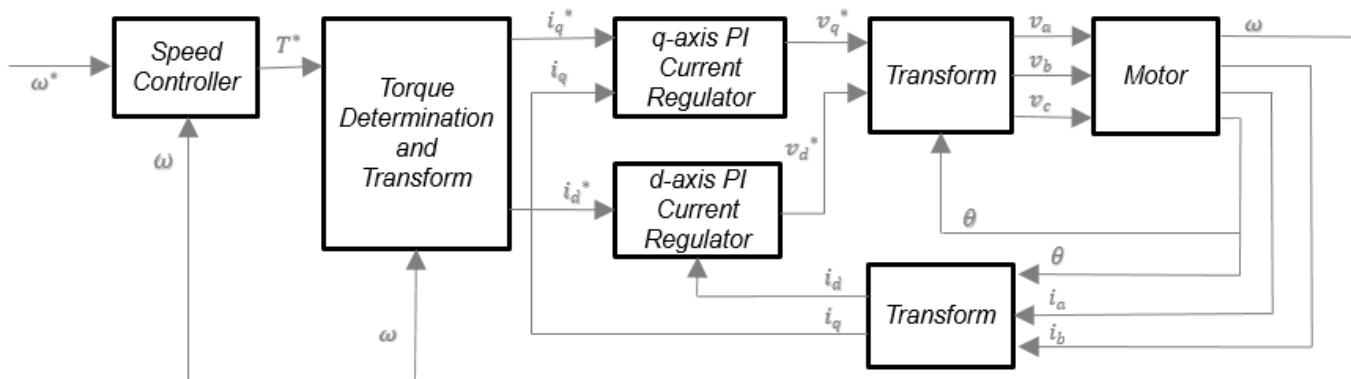 ω*
Speed
Controller
ω
T*
Torque
Determination
and
Transform
ω
i_q*
i_q
q-axis PI
Current
Regulator
v_q*
i_d*
d-axis PI
Current
Regulator
v_d*
Transform
θ
v_a
v_b
v_c
Motor
ω
i_d
i_q
Transform
θ
i_a
i_b